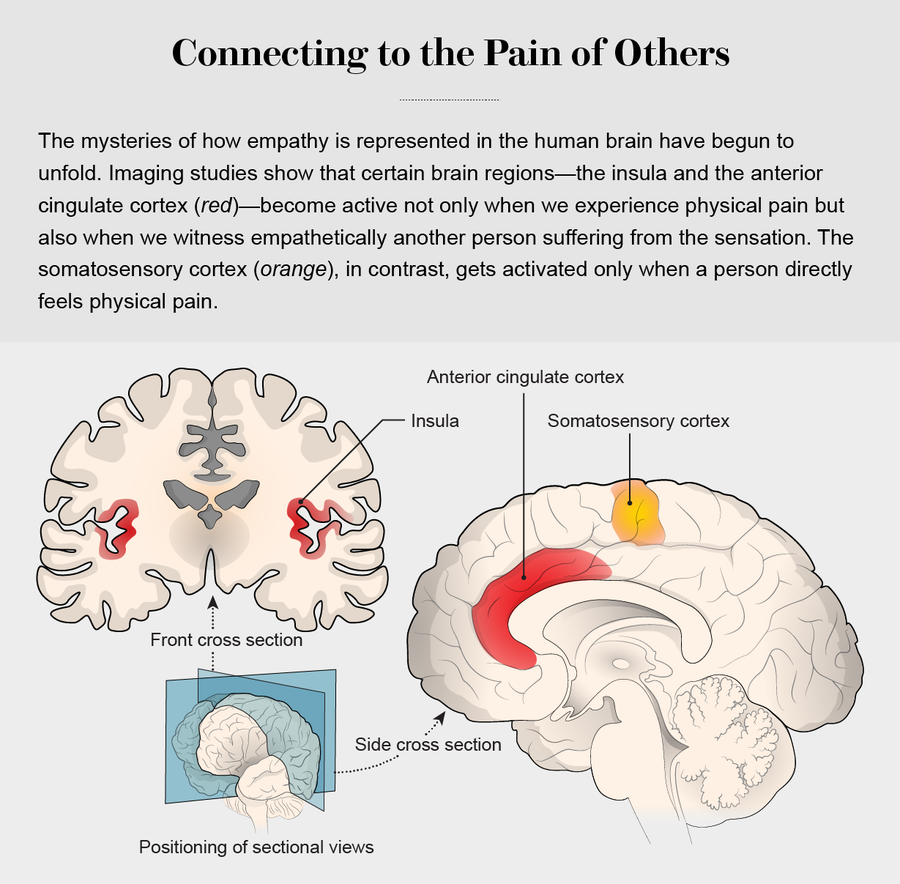 Connecting to the Pain of Others
The mysteries of how empathy is represented in the human brain have begun to
unfold. Imaging studies show that certain brain regions—the insula and the anterior
cingulate cortex (red)—become active not only when we experience physical pain but
also when we witness empathetically another person suffering from the sensation. The
somatosensory cortex (orange), in contrast, gets activated only when a person directly
feels physical pain.
Anterior cingulate cortex
Insula
Somatosensory cortex
Front cross section
Side cross section
Positioning of sectional views